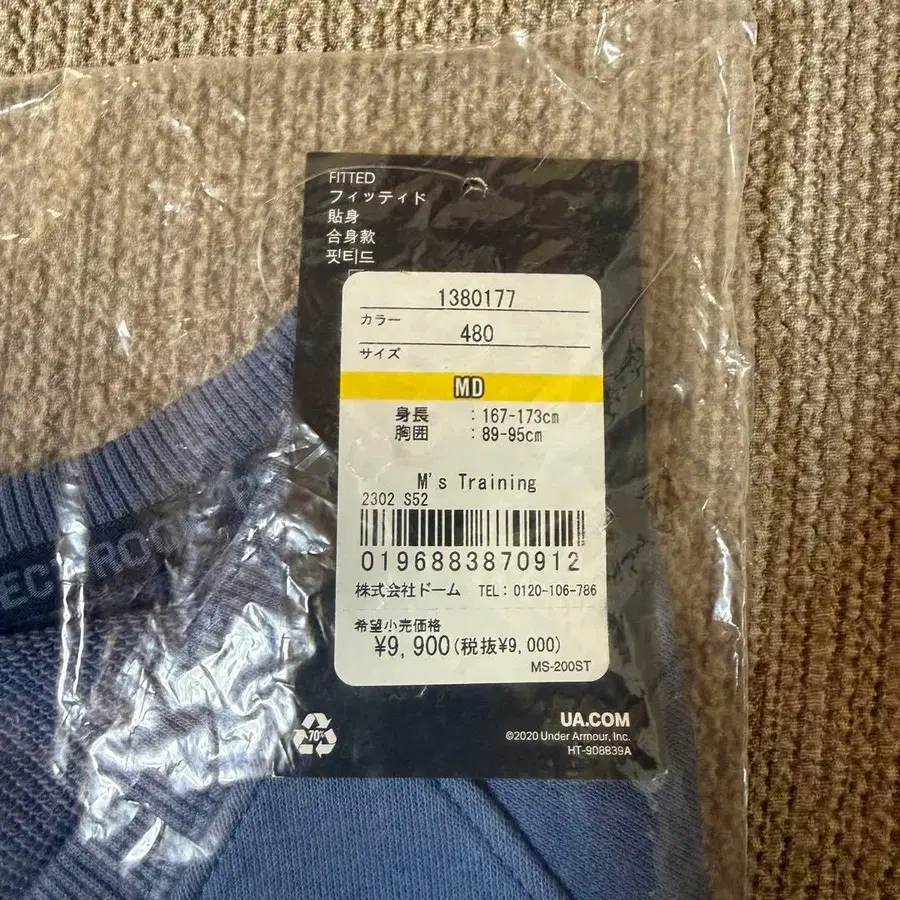 FITTED
フィッティド
貼身
合身款
핏티드
1380177
カラー
480
サイズ
MD
身長 : 167-173cm
胸囲 : 89-95cm
M's Training
2302 S52
0196883870912
株式会社ドーム TEL: 0120-106-786
希望小売価格
¥9,900(税抜¥9,000)
MS-200ST
70%
UA.COM
©2020 Under Armour, Inc.
HT-908839A